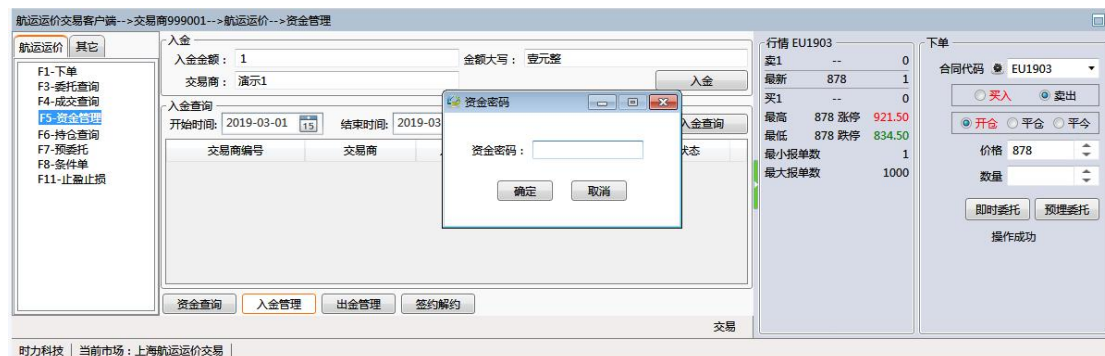 航运运价交易客户端-->交易商999001-->航运运价-->资金管理
航运运价 其它
F1-下单
F3-委托查询
F4-成交查询
F5-资金管理
F6-持仓查询
F7-预委托
F8-条件单
F11-止盈止损
入金
入金金额： 1 金额大写： 壹元整
交易商： 演示1 入金
入金查询
开始时间: 2019-03-01 15 结束时间: 2019-03 入金查询
交易商编号 交易商 状态
资金密码
资金密码：
确定 取消
资金查询 入金管理 出金管理 签约解约
交易
行情 EU1903
卖1 -- 0
最新 878 1
买1 -- 0
最高 878 涨停 921.50
最低 878 跌停 834.50
最小报单数 1
最大报单数 1000
下单
合同代码 EU1903
买入 卖出
开仓 平仓 平今
价格 878
数量
即时委托 预埋委托
操作成功
时力科技 当前市场：上海航运运价交易